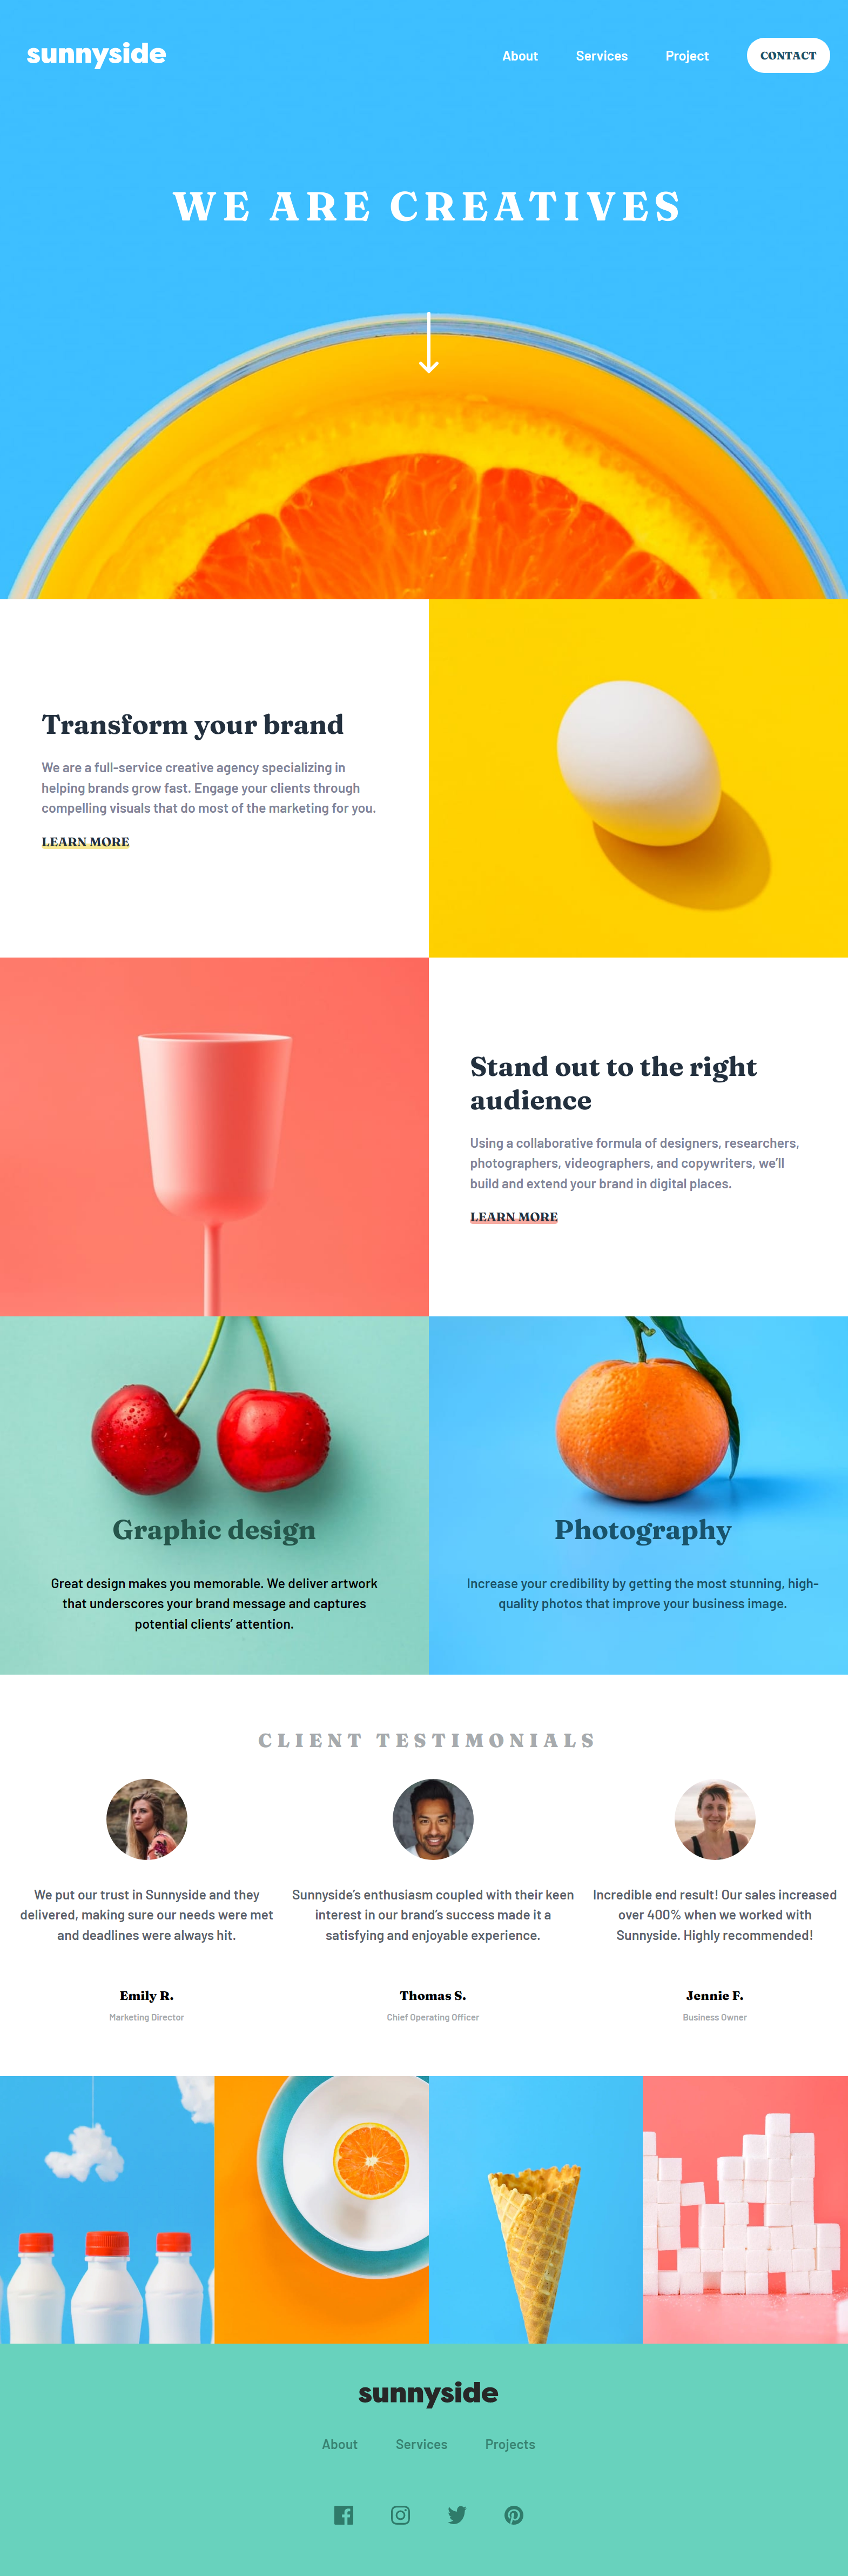 sunnyside
About Services Project CONTACT
WE ARE CREATIVES
Transform your brand
We are a full-service creative agency specializing in
helping brands grow fast. Engage your clients through
compelling visuals that do most of the marketing for you.
LEARN MORE
Stand out to the right
audience
Using a collaborative formula of designers, researchers,
photographers, videographers, and copywriters, we’ll
build and extend your brand in digital places.
LEARN MORE
Graphic design
Great design makes you memorable. We deliver artwork
that underscores your brand message and captures
potential clients’ attention.
Photography
Increase your credibility by getting the most stunning, high-
quality photos that improve your business image.
CLIENT TESTIMONIALS
We put our trust in Sunnyside and they
delivered, making sure our needs were met
and deadlines were always hit.
Emily R.
Marketing Director
Sunnyside’s enthusiasm coupled with their keen
interest in our brand’s success made it a
satisfying and enjoyable experience.
Thomas S.
Chief Operating Officer
Incredible end result! Our sales increased
over 400% when we worked with
Sunnyside. Highly recommended!
Jennie F.
Business Owner
sunnyside
About Services Projects